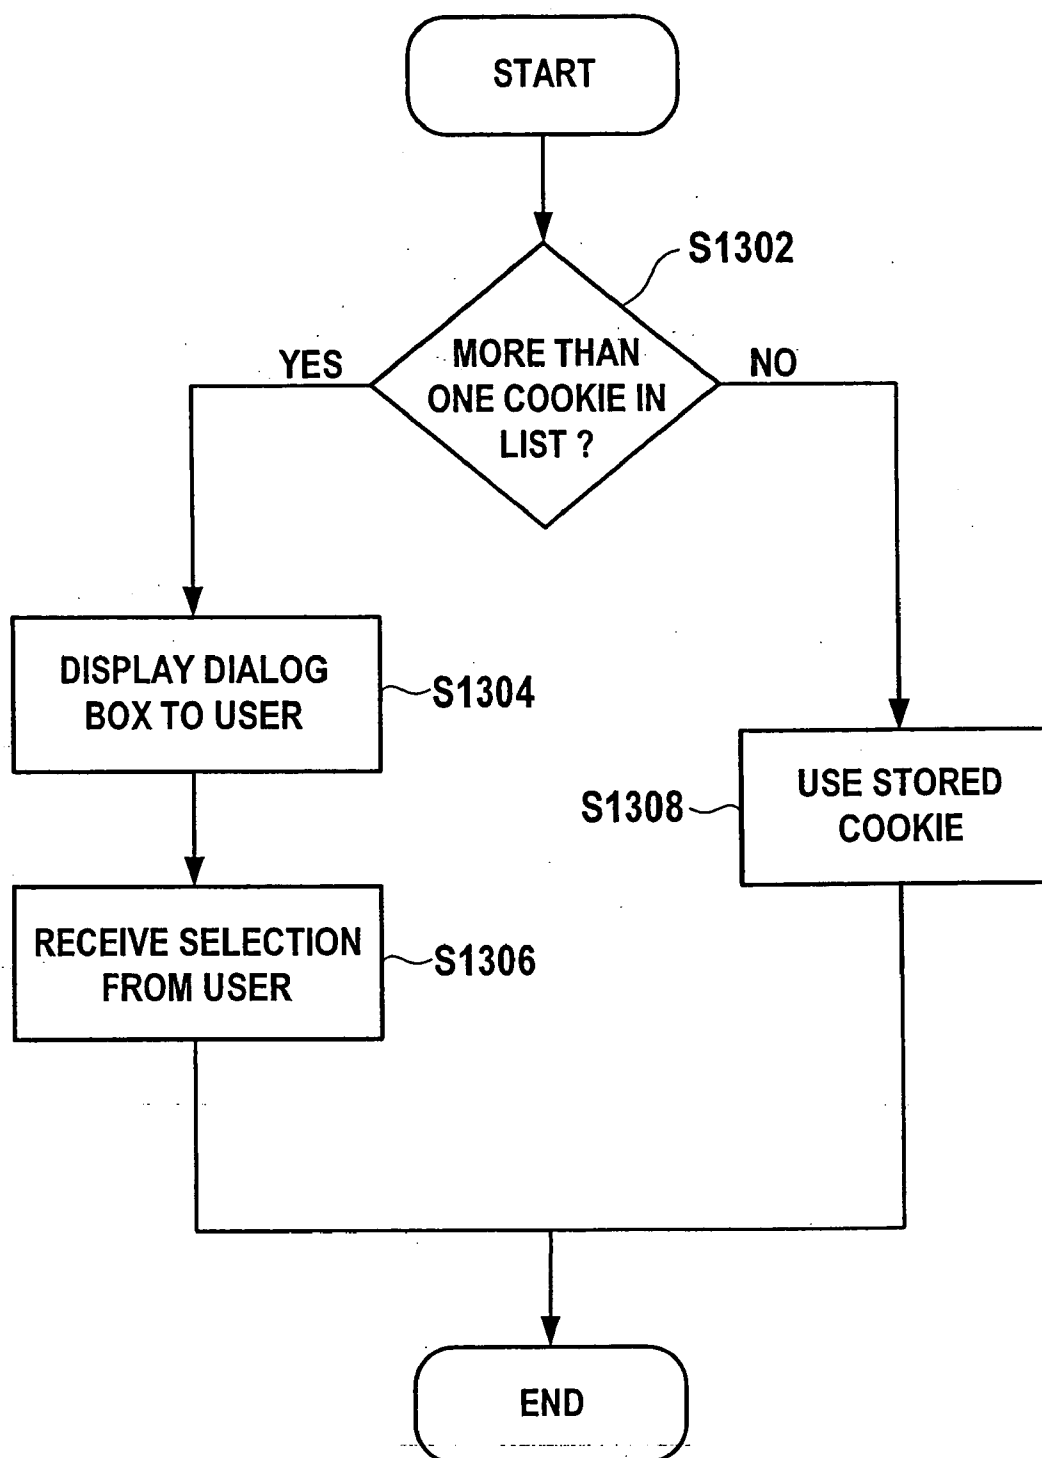 START
S1302
MORE THAN
ONE COOKIE IN
LIST ?
YES
NO
DISPLAY DIALOG
BOX TO USER
S1304
USE STORED
COOKIE
S1308
RECEIVE SELECTION
FROM USER
S1306
END